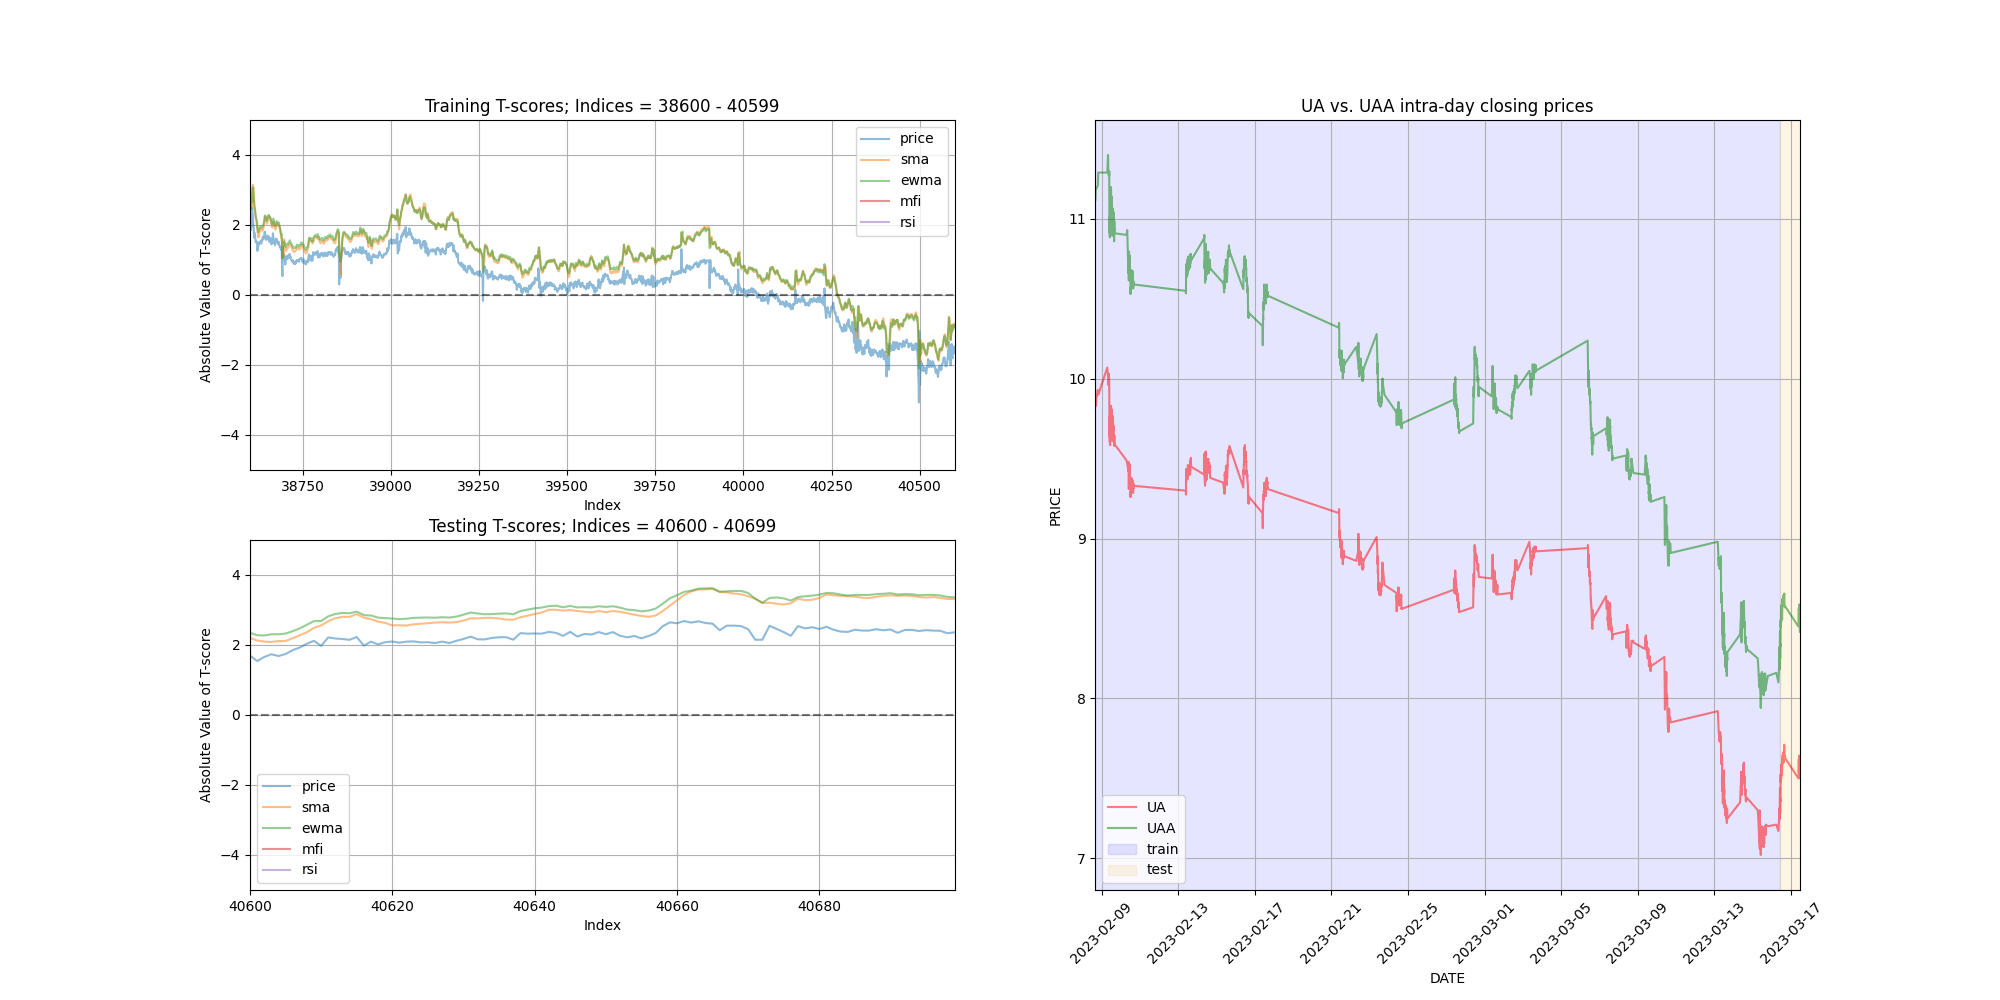 Training T-scores; Indices = 38600 - 40599
Absolute Value of T-score
4
2
0
−2
−4
38750 39000 39250 39500 39750 40000 40250 40500
Index
price
sma
ewma
mfi
rsi
Testing T-scores; Indices = 40600 - 40699
Absolute Value of T-score
4
2
0
−2
−4
40600 40620 40640 40660 40680
Index
price
sma
ewma
mfi
rsi
UA vs. UAA intra-day closing prices
PRICE
11
10
9
8
7
UA
UAA
train
test
2023-02-09 2023-02-13 2023-02-17 2023-02-21 2023-02-25 2023-03-01 2023-03-05 2023-03-09 2023-03-13 2023-03-17
DATE